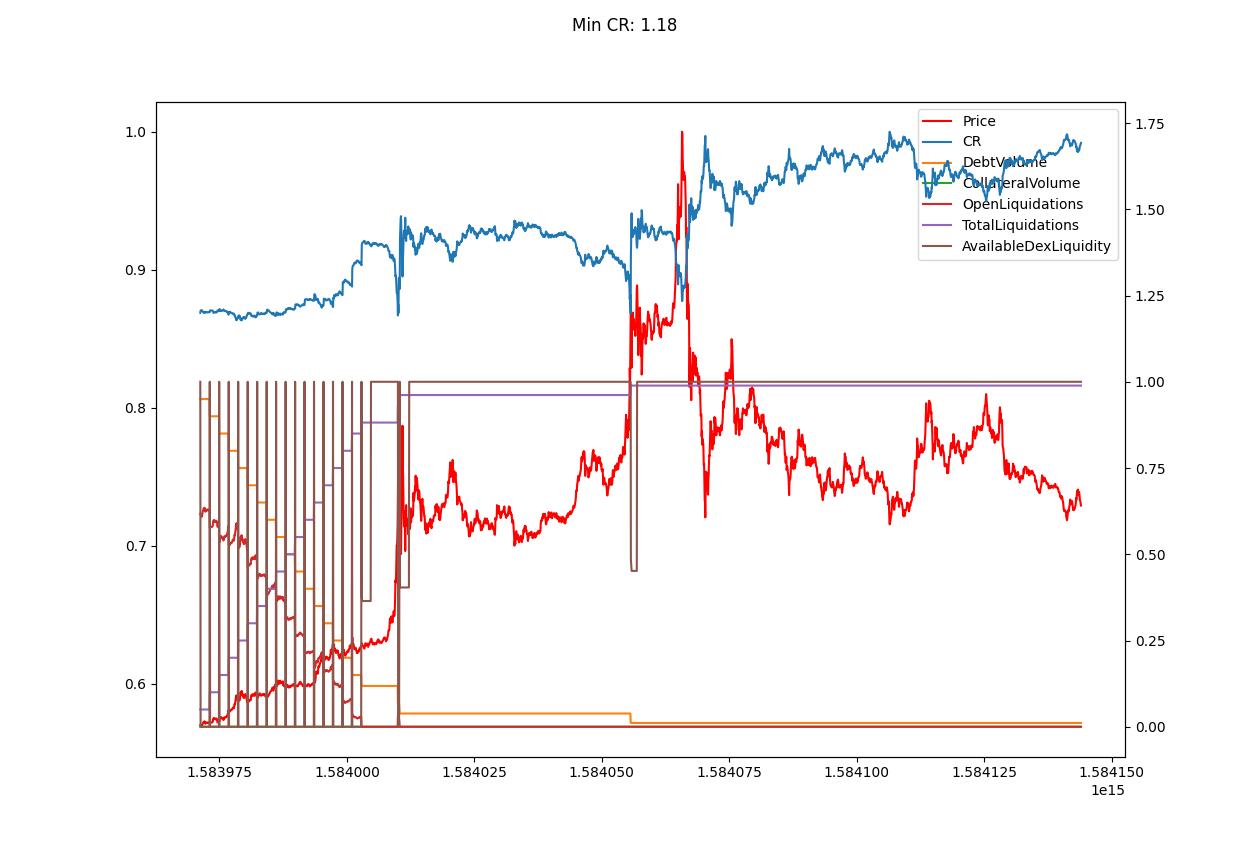 Min CR: 1.18
1.0
0.9
0.8
0.7
0.6
1.75
1.50
1.25
1.00
0.75
0.50
0.25
0.00
Price
CR
DebtVolume
CollateralVolume
OpenLiquidations
TotalLiquidations
AvailableDexLiquidity
1.583975 1.584000 1.584025 1.584050 1.584075 1.584100 1.584125 1.584150
1e15